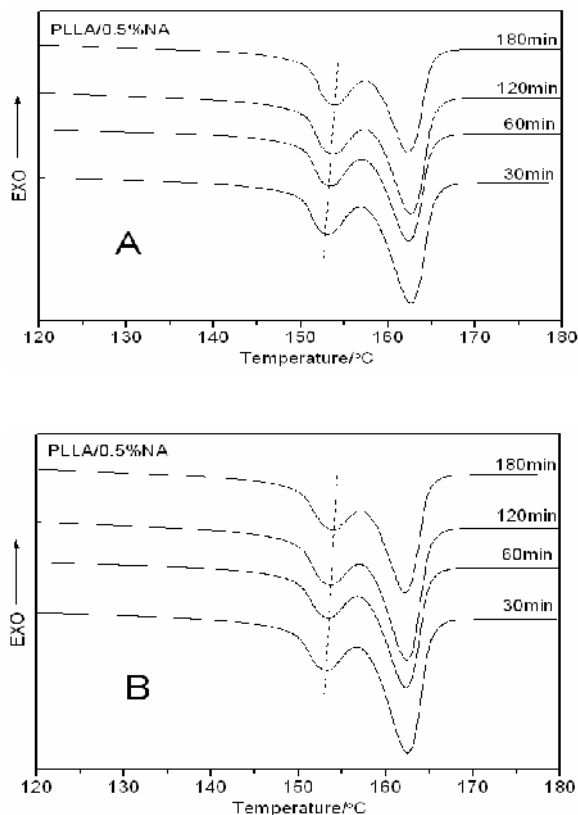 PLLA/0.5%NA
180min
120min
60min
30min
EXO
A
120 130 140 150 160 170 180
Temperature/°C
PLLA/0.5%NA
180min
120min
60min
30min
EXO
B
120 130 140 150 160 170 180
Temperature/°C